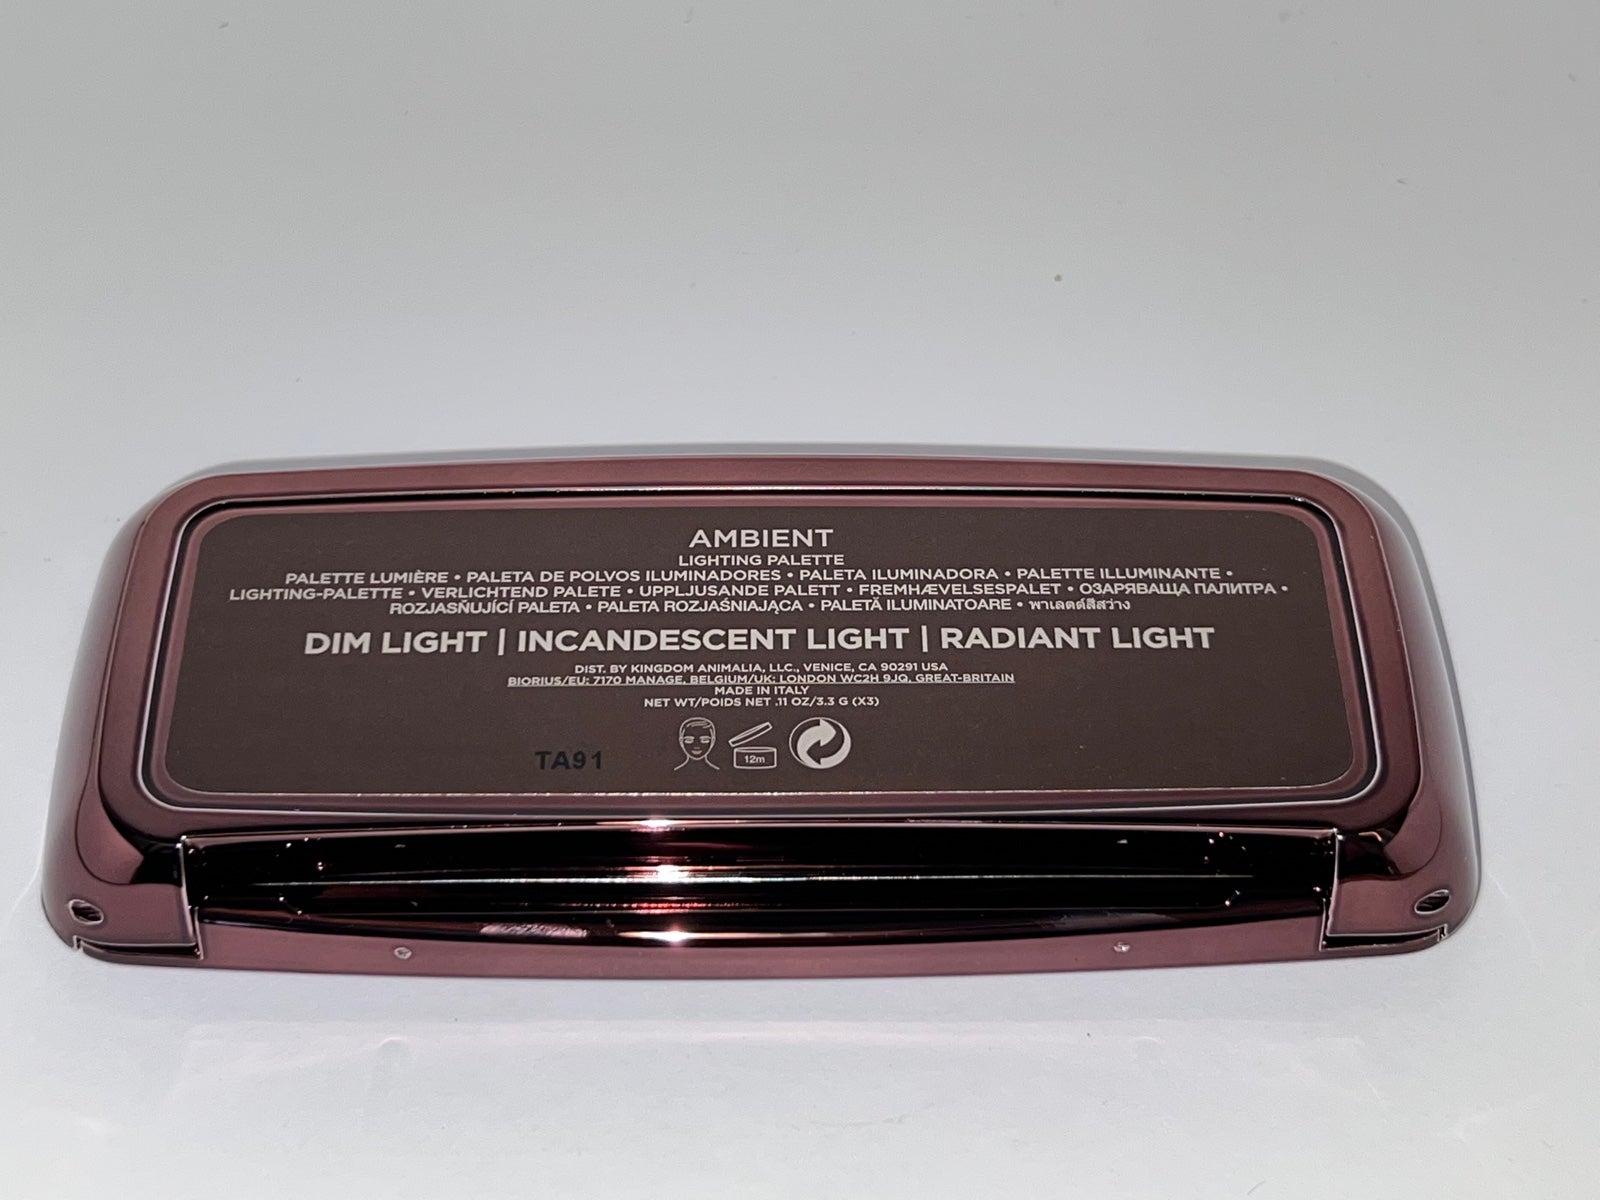 AMBIENT
LIGHTING PALETTE
PALETTE LUMIÈRE • PALETA DE POLVOS ILUMINADORES • PALETA ILUMINADORA • PALETTE ILLUMINANTE •
LIGHTING-PALETTE • VERLICHTEND PALETE • UPPLJUSANDE PALETT • FREMHÆVELSESPALET • ОЗАРЯВАЩА ПАЛИТРА •
ROZJASŇUJÍCÍ PALETA • PALETA ROZJAŚNIAJĄCA • PALETĂ ILUMINATOARE • พาเลตต์สีสว่าง
DIM LIGHT | INCANDESCENT LIGHT | RADIANT LIGHT
DIST. BY KINGDOM ANIMALIA, LLC., VENICE, CA 90291 USA
BIORIUS/EU: 7170 MANAGE, BELGIUM/UK: LONDON WC2H 9JQ, GREAT-BRITAIN
MADE IN ITALY
NET WT/POIDS NET .11 OZ/3.3 G (X3)
TA91
12m